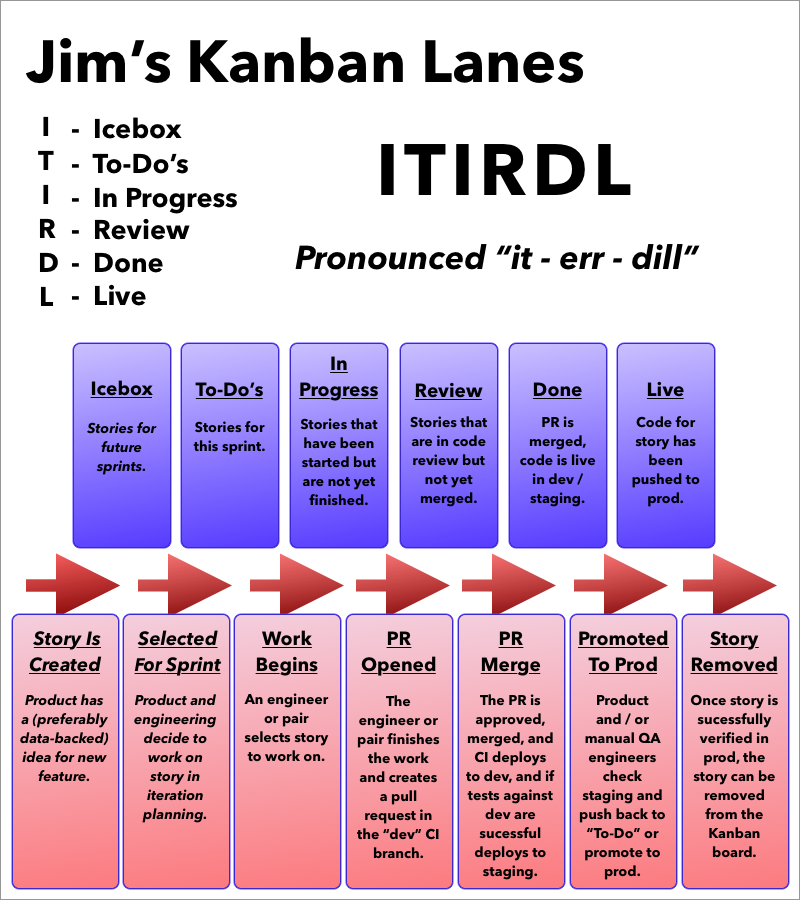 Jim’s Kanban Lanes
I - Icebox
T - To-Do’s
I - In Progress
R - Review
D - Done
L - Live
ITIRDL
Pronounced “it - err - dill”
Icebox
Stories for
future
sprints.
To-Do’s
Stories for
this sprint.
In
Progress
Stories that
have been
started but
are not yet
finished.
Review
Stories that
are in code
review but
not yet
merged.
Done
PR is
merged,
code is live
in dev /
staging.
Live
Code for
story has
been
pushed to
prod.
Story Is
Created
Product has
a (preferably
data-backed)
idea for new
feature.
Selected
For Sprint
Product and
engineering
decide to
work on
story in
iteration
planning.
Work
Begins
An engineer
or pair
selects story
to work on.
PR
Opened
The
engineer or
pair finishes
the work
and creates
a pull
request in
the “dev” CI
branch.
PR
Merge
The PR is
approved,
merged, and
CI deploys
to dev, and if
tests against
dev are
sucessful
deploys to
staging.
Promoted
To Prod
Product
and / or
manual QA
engineers
check
staging and
push back to
“To-Do” or
promote to
prod.
Story
Removed
Once story is
sucessfully
verified in
prod, the
story can be
removed
from the
Kanban
board.